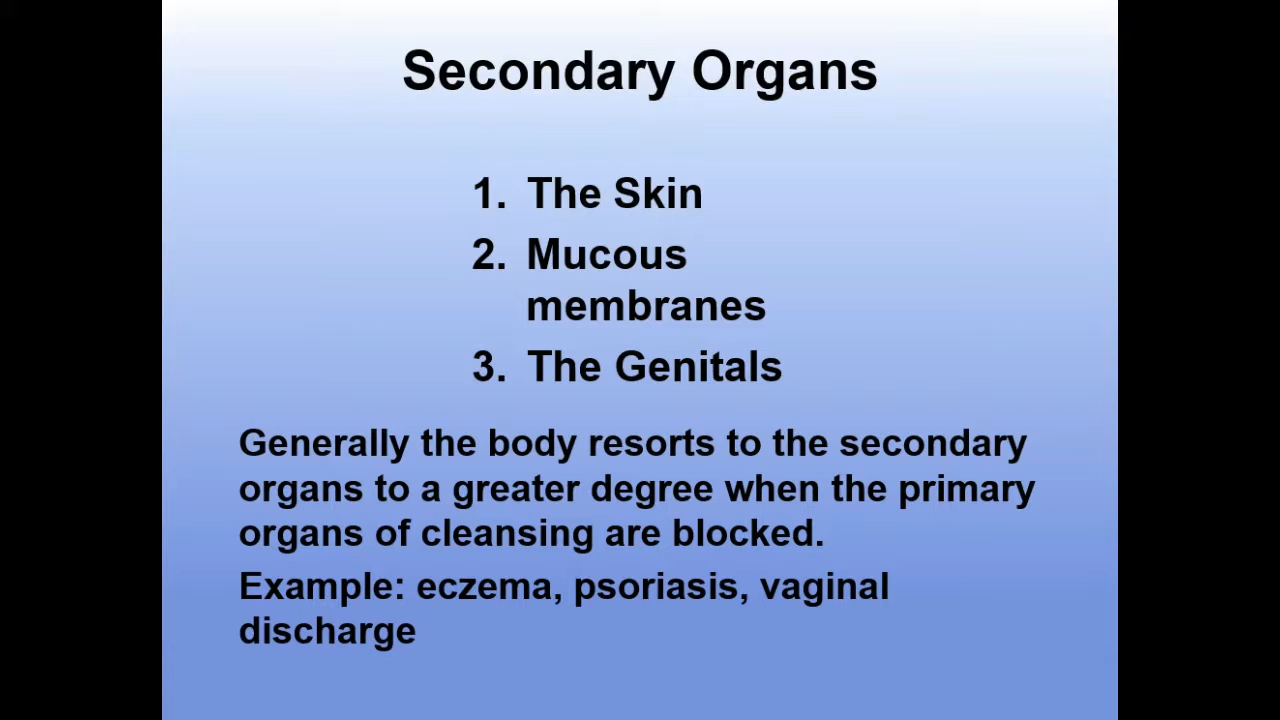 Secondary Organs
1. The Skin
2. Mucous
membranes
3. The Genitals
Generally the body resorts to the secondary
organs to a greater degree when the primary
organs of cleansing are blocked.
Example: eczema, psoriasis, vaginal
discharge